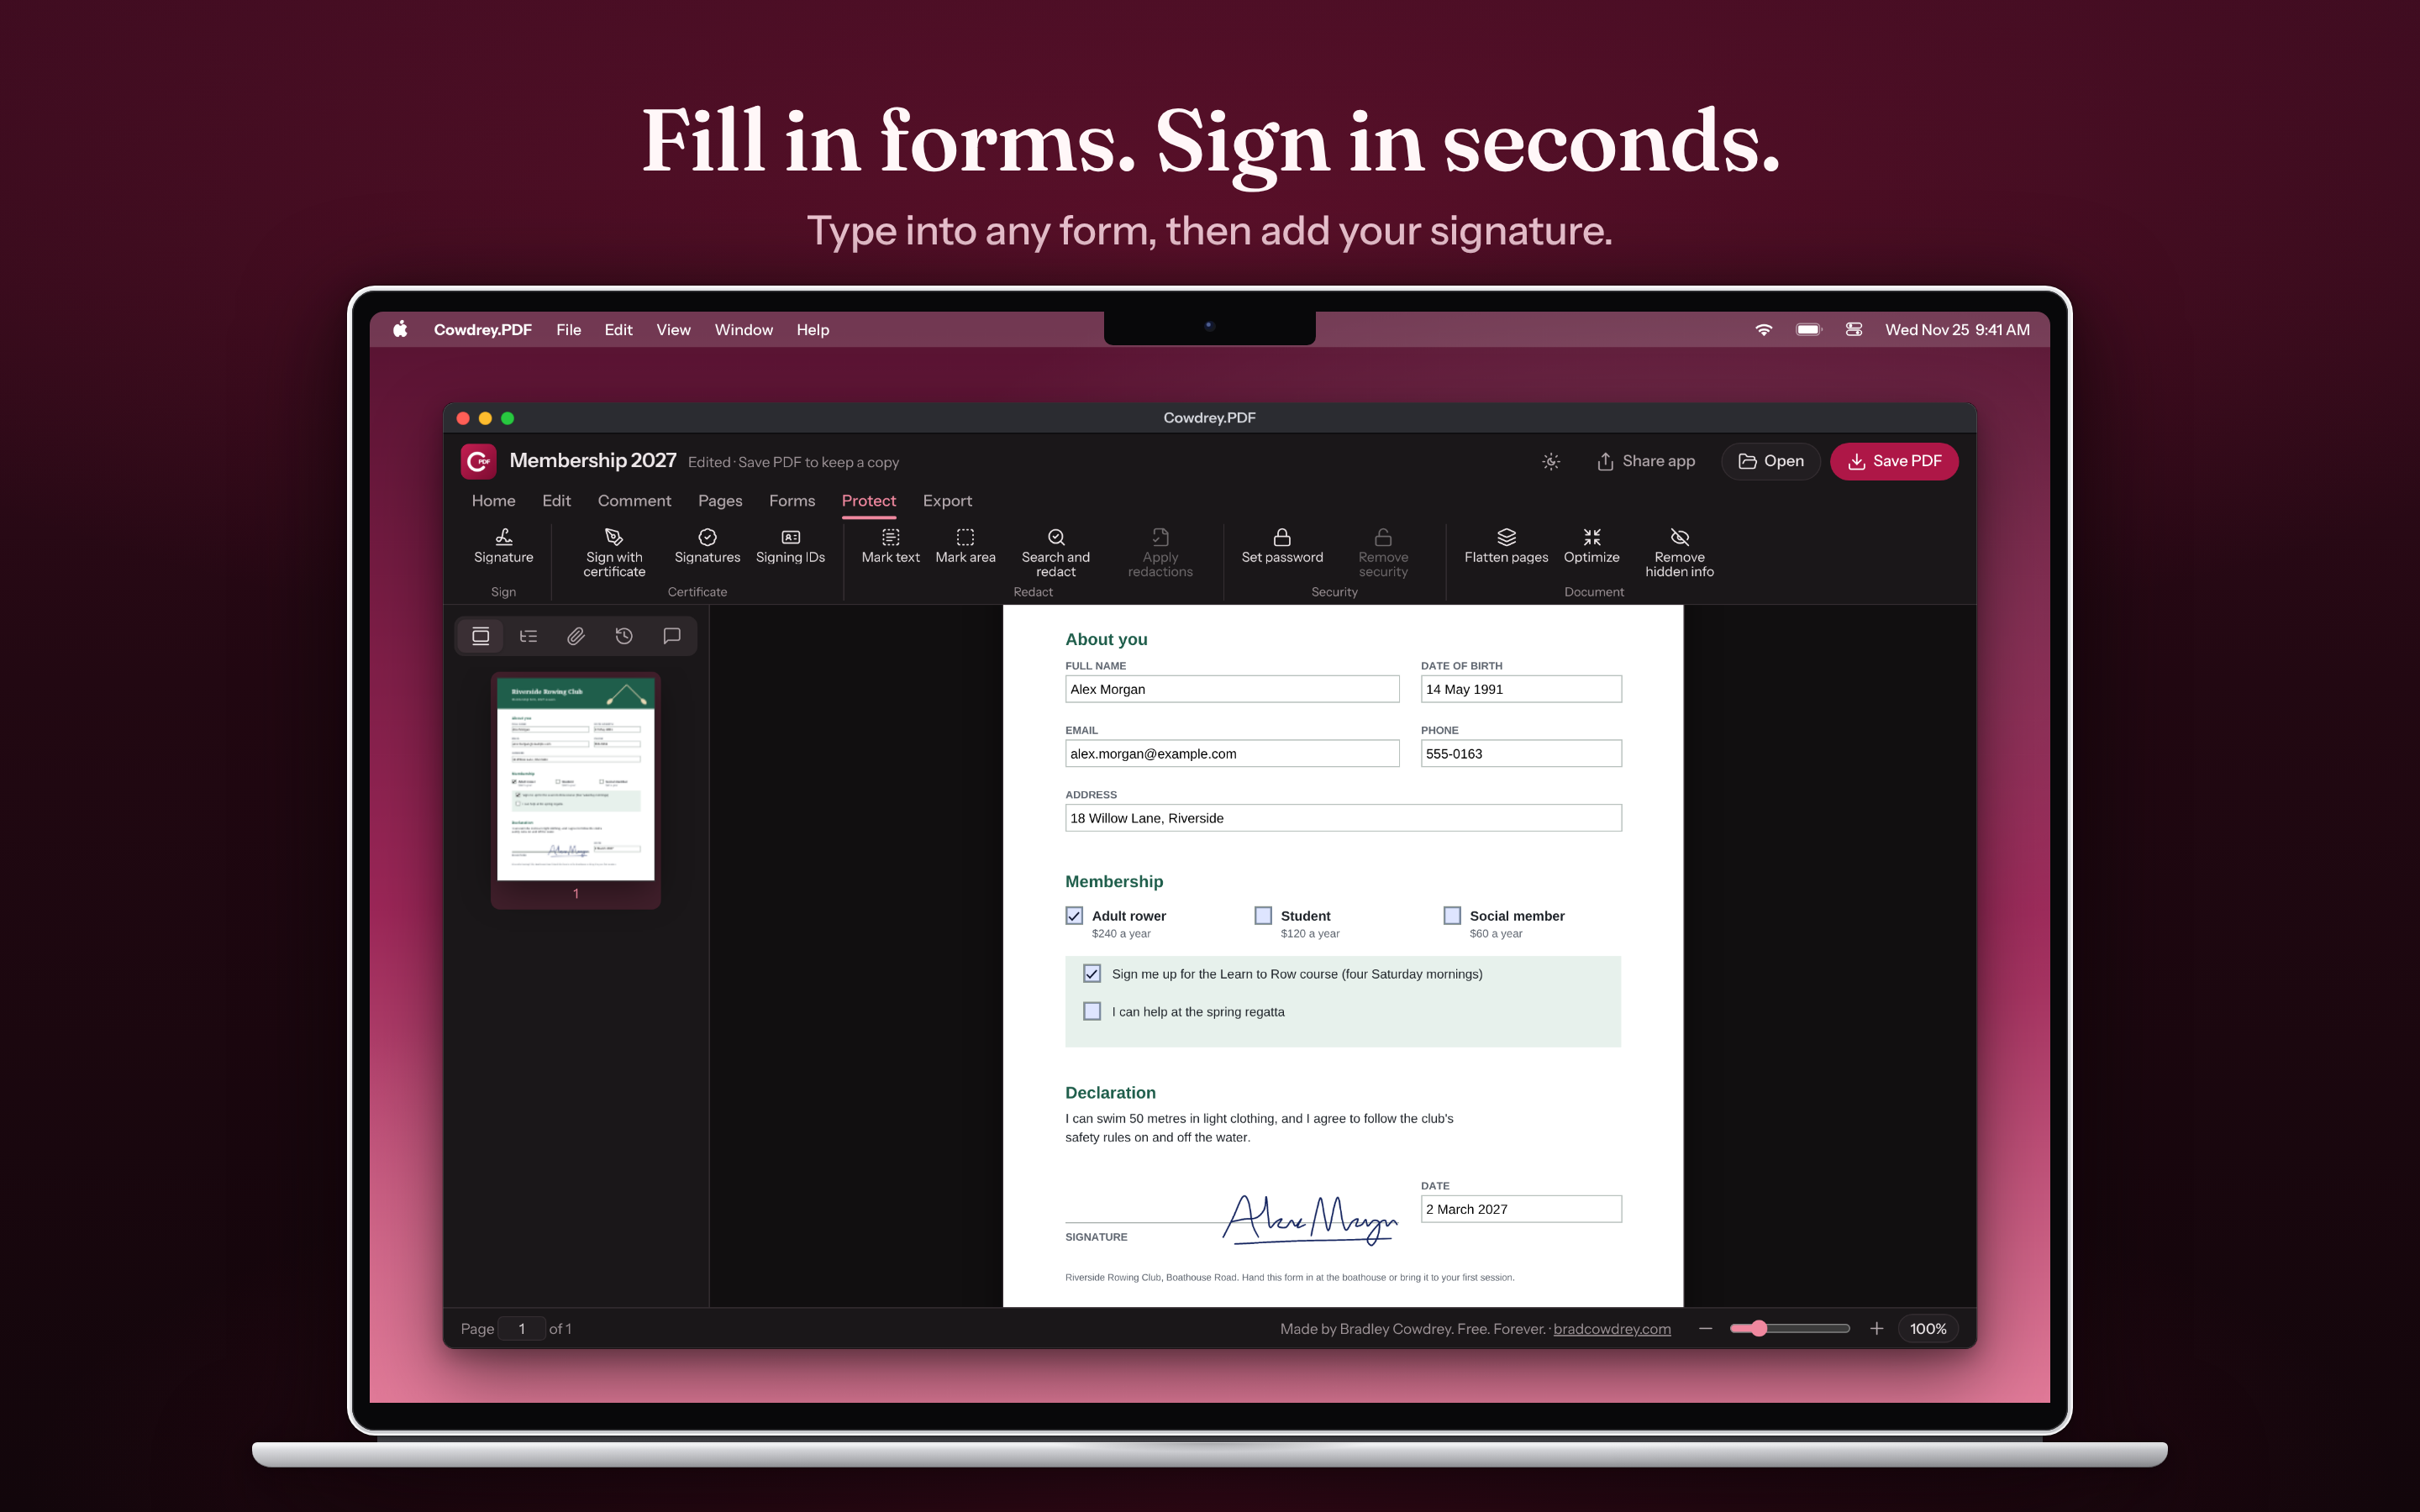 Fill in forms. Sign in seconds.
Type into any form, then add your signature.
Cowdrey.PDF File Edit View Window Help Wed Nov 25 9:41 AM
Cowdrey.PDF
PDF Membership 2027 Edited · Save PDF to keep a copy Share app Open Save PDF
Home Edit Comment Pages Forms Protect Export
Signature Sign with certificate Signatures Signing IDs Mark text Mark area Search and redact Apply redactions Set password Remove security Flatten pages Optimize Remove hidden info
Sign Certificate Redact Security Document
Riverside Rowing Club
About you
Membership
Declaration
1
About you
FULL NAME DATE OF BIRTH
Alex Morgan 14 May 1991
EMAIL PHONE
alex.morgan@example.com 555-0163
ADDRESS
18 Willow Lane, Riverside
Membership
Adult rower Student Social member
$240 a year $120 a year $60 a year
Sign me up for the Learn to Row course (four Saturday mornings)
I can help at the spring regatta
Declaration
I can swim 50 metres in light clothing, and I agree to follow the club's
safety rules on and off the water.
DATE
Alex Morgan 2 March 2027
SIGNATURE
Riverside Rowing Club, Boathouse Road. Hand this form in at the boathouse or bring it to your first session.
Page 1 of 1 Made by Bradley Cowdrey. Free. Forever. · bradcowdrey.com 100%